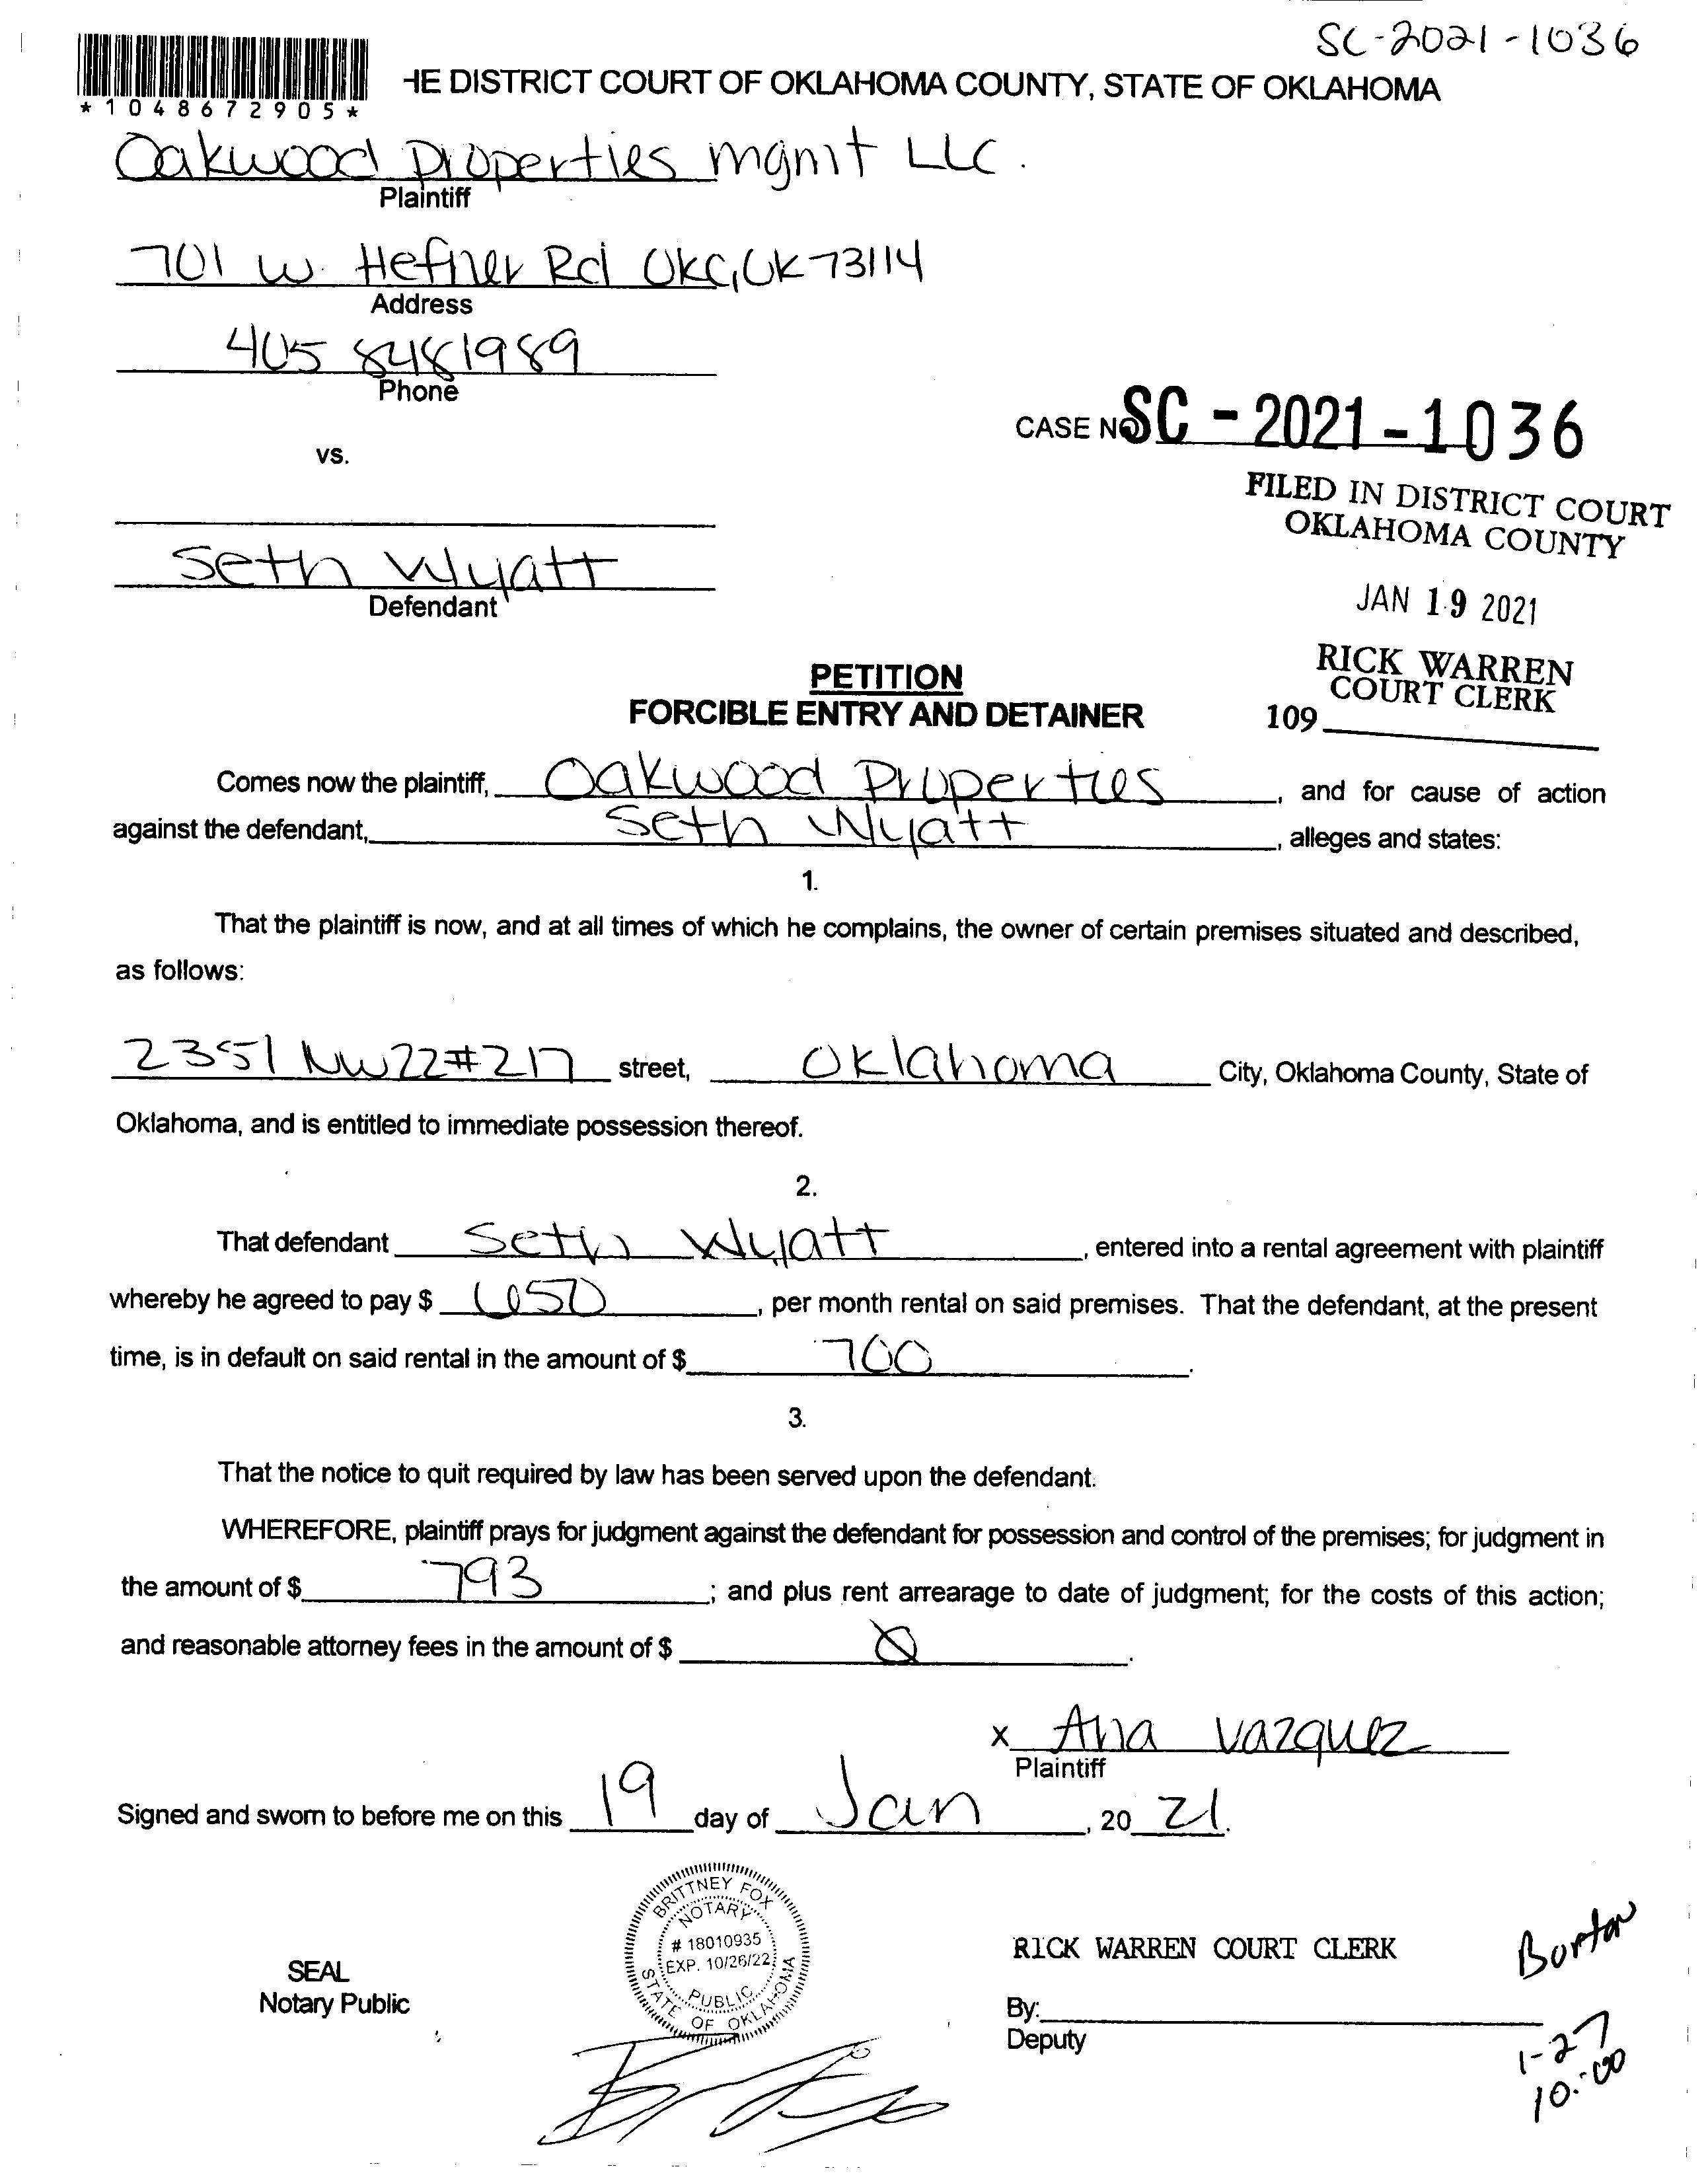 SC-2021-1036
*1048672905*
HE DISTRICT COURT OF OKLAHOMA COUNTY, STATE OF OKLAHOMA
Oakwood Properties mgmt LLC.
Plaintiff
701 W. Hefner Rd OKC, OK 73114
Address
405 8481989
Phone
CASE NO. SC-2021-1036
vs.
FILED IN DISTRICT COURT
OKLAHOMA COUNTY
Seth Wyatt
Defendant
JAN 19 2021
RICK WARREN
COURT CLERK
109
PETITION
FORCIBLE ENTRY AND DETAINER
Comes now the plaintiff, Oakwood Properties, and for cause of action
against the defendant, Seth Wyatt, alleges and states:
1.
That the plaintiff is now, and at all times of which he complains, the owner of certain premises situated and described,
as follows:
2351 NW22#217 street, Oklahoma City, Oklahoma County, State of
Oklahoma, and is entitled to immediate possession thereof.
2.
That defendant Seth Wyatt, entered into a rental agreement with plaintiff
whereby he agreed to pay $ 650, per month rental on said premises. That the defendant, at the present
time, is in default on said rental in the amount of $ 700.
3.
That the notice to quit required by law has been served upon the defendant.
WHEREFORE, plaintiff prays for judgment against the defendant for possession and control of the premises; for judgment in
the amount of $ 793; and plus rent arrearage to date of judgment; for the costs of this action;
and reasonable attorney fees in the amount of $ 0.
x Ana Vazquez
Plaintiff
Signed and sworn to before me on this 19 day of Jan, 20 21.
BRITTNEY FOX
NOTARY
# 18010935
EXP. 10/26/22
PUBLIC
STATE OF OKLAHOMA
SEAL
Notary Public
RICK WARREN COURT CLERK
By:
Deputy
Burton
1-27
10:00